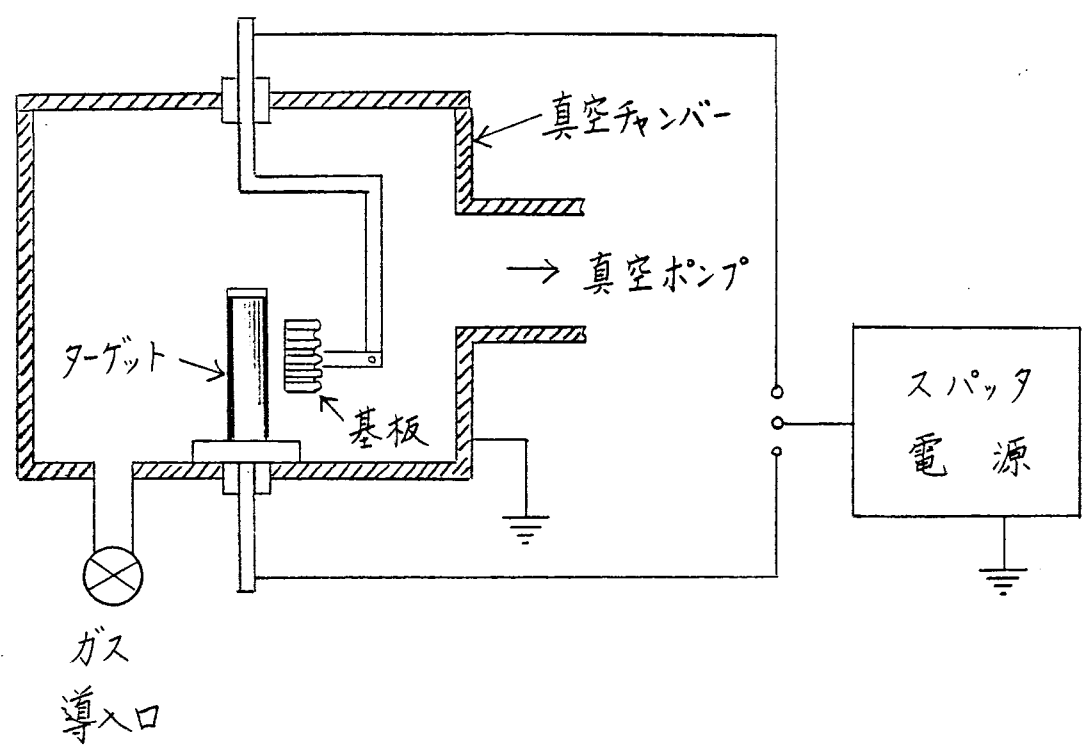 真空チャンバー
真空ポンプ
ターゲット
基板
スパッタ
電源
ガス
導入口